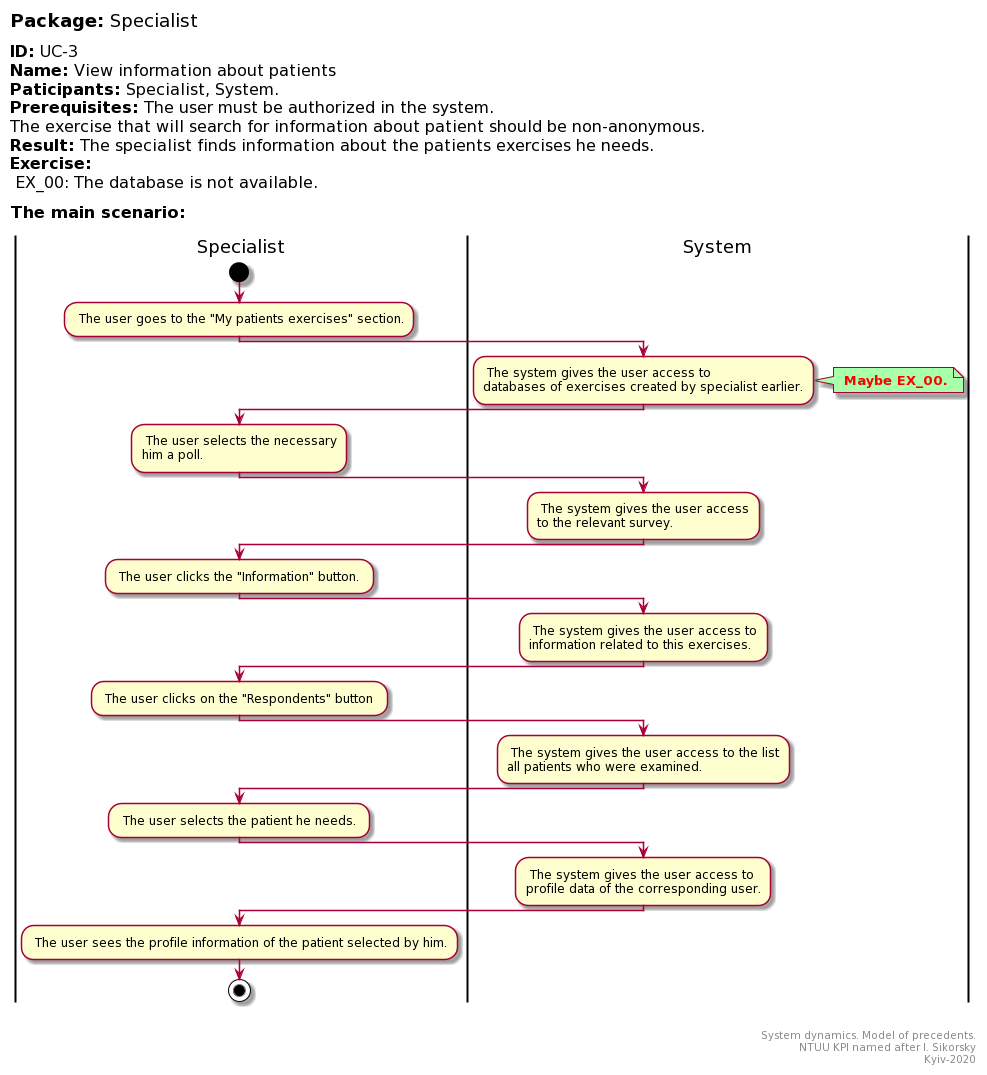 Package: Specialist
ID: UC-3
Name: View information about patients
Paticipants: Specialist, System.
Prerequisites: The user must be authorized in the system.
The exercise that will search for information about patient should be non-anonymous.
Result: The specialist finds information about the patients exercises he needs.
Exercise:
EX_00: The database is not available.
The main scenario:
Specialist
System
The user goes to the "My patients exercises" section.
The system gives the user access to
databases of exercises created by specialist earlier.
Maybe EX_00.
The user selects the necessary
him a poll.
The system gives the user access
to the relevant survey.
The user clicks the "Information" button.
The system gives the user access to
information related to this exercises.
The user clicks on the "Respondents" button
The system gives the user access to the list
all patients who were examined.
The user selects the patient he needs.
The system gives the user access to
profile data of the corresponding user.
The user sees the profile information of the patient selected by him.
System dynamics. Model of precedents.
NTUU KPI named after I. Sikorsky
Kyiv-2020